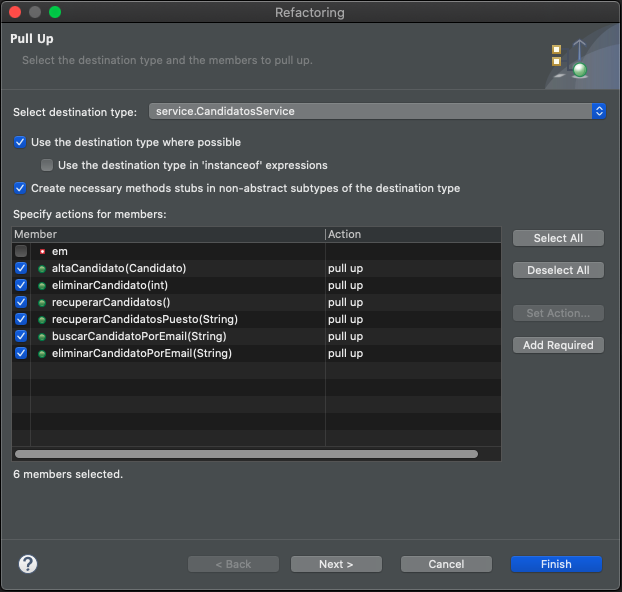 Refactoring
Pull Up
Select the destination type and the members to pull up.
Select destination type: service.CandidatosService
Use the destination type where possible
Use the destination type in 'instanceof' expressions
Create necessary methods stubs in non-abstract subtypes of the destination type
Specify actions for members:
Member Action
em
altaCandidato(Candidato) pull up
eliminarCandidato(int) pull up
recuperarCandidatos() pull up
recuperarCandidatosPuesto(String) pull up
buscarCandidatoPorEmail(String) pull up
eliminarCandidatoPorEmail(String) pull up
Select All
Deselect All
Set Action...
Add Required
6 members selected.
? < Back Next > Cancel Finish